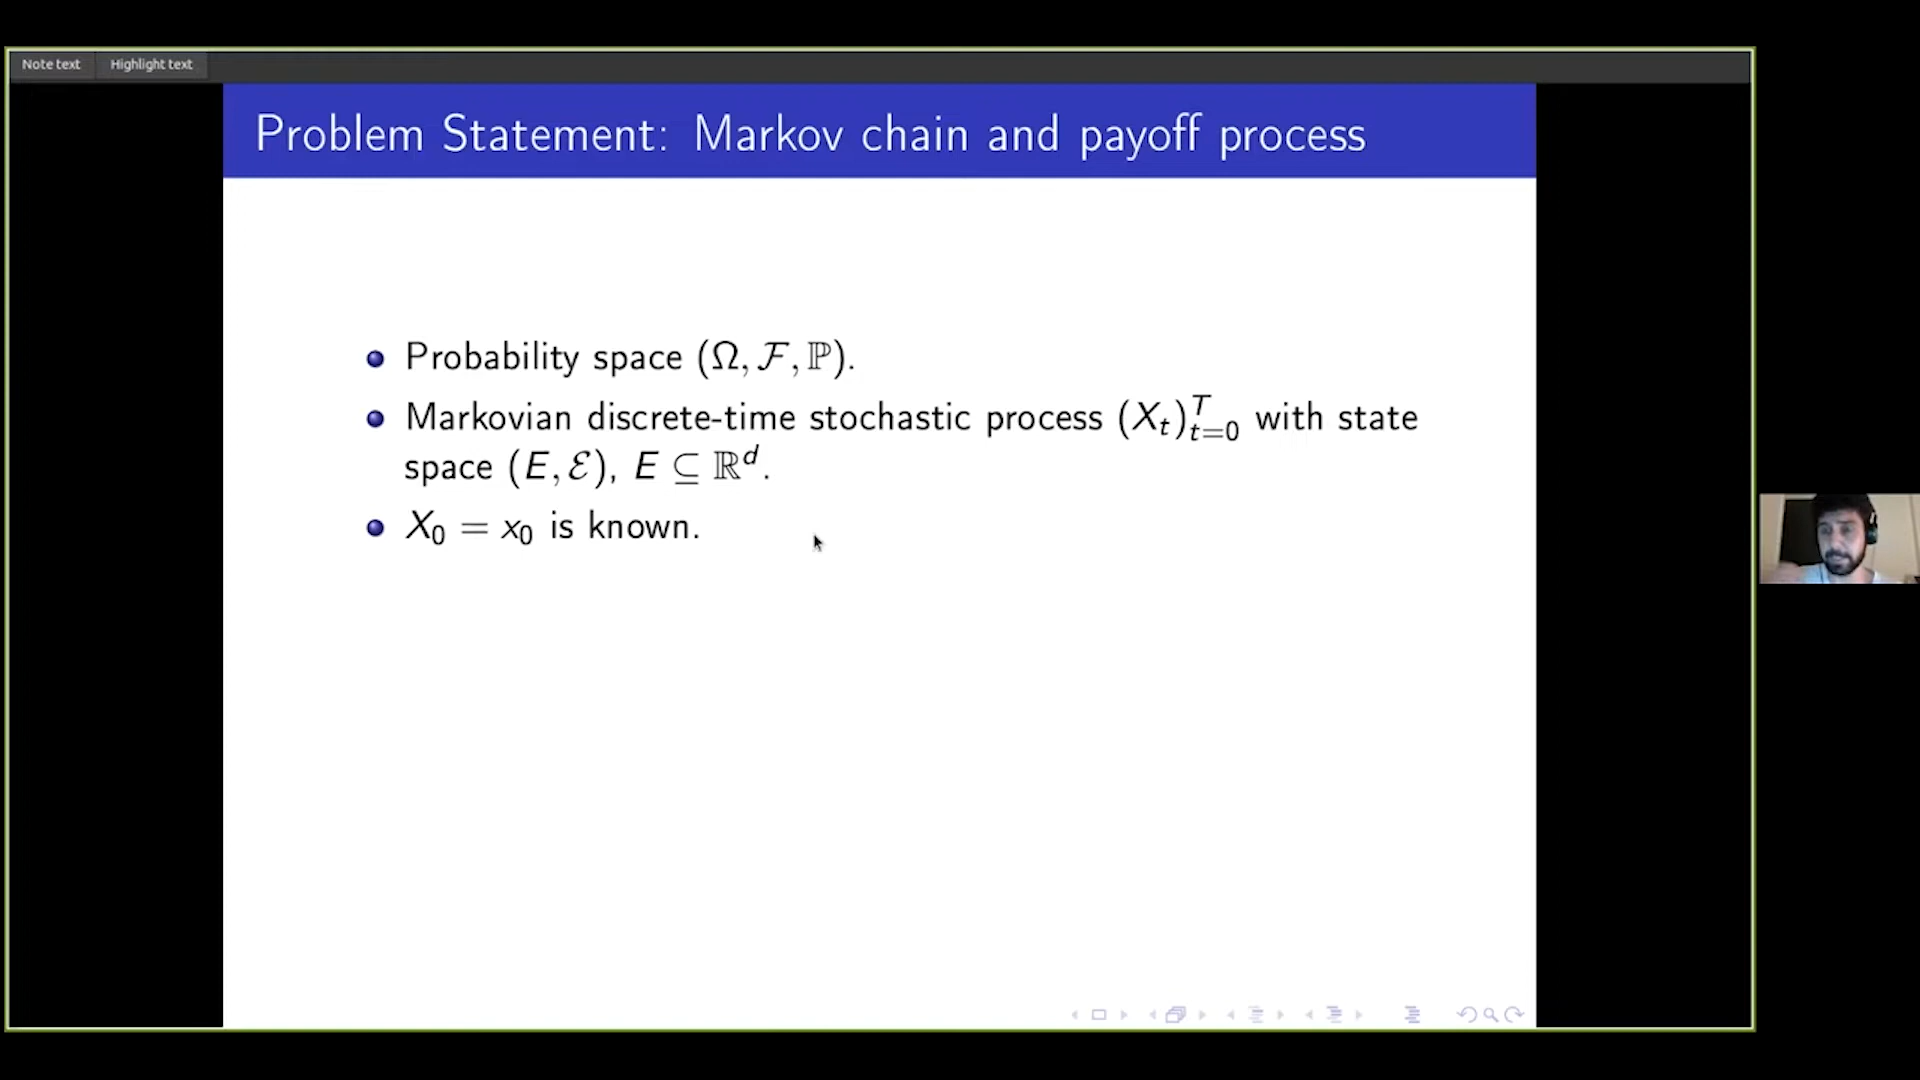 Note text Highlight text
Problem Statement: Markov chain and payoff process
Probability space (Ω, ℱ, ℙ).
Markovian discrete-time stochastic process $(X_t)_{t=0}^T$ with state
space (E, ℰ), E ⊆ ℝ^d.
$X_0 = x_0$ is known.